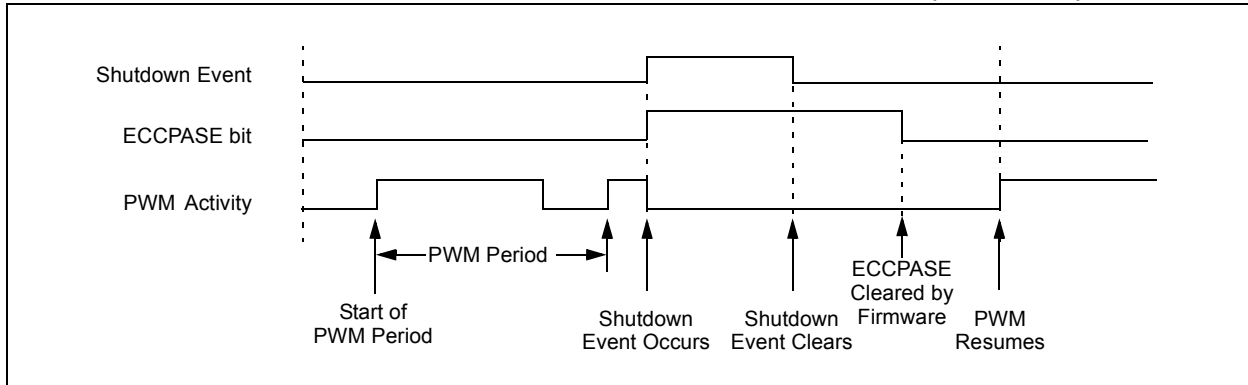 Shutdown Event
ECCPASE bit
PWM Activity
PWM Period
Start of
PWM Period
Shutdown
Event Occurs
Shutdown
Event Clears
ECCPASE
Cleared by
Firmware
PWM
Resumes